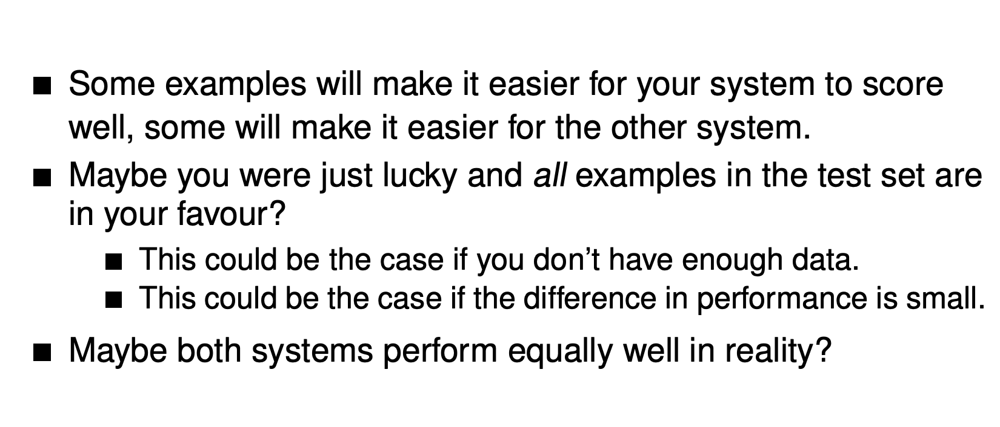 ■ Some examples will make it easier for your system to score
well, some will make it easier for the other system.
■ Maybe you were just lucky and all examples in the test set are
in your favour?
■ This could be the case if you don’t have enough data.
■ This could be the case if the difference in performance is small.
■ Maybe both systems perform equally well in reality?